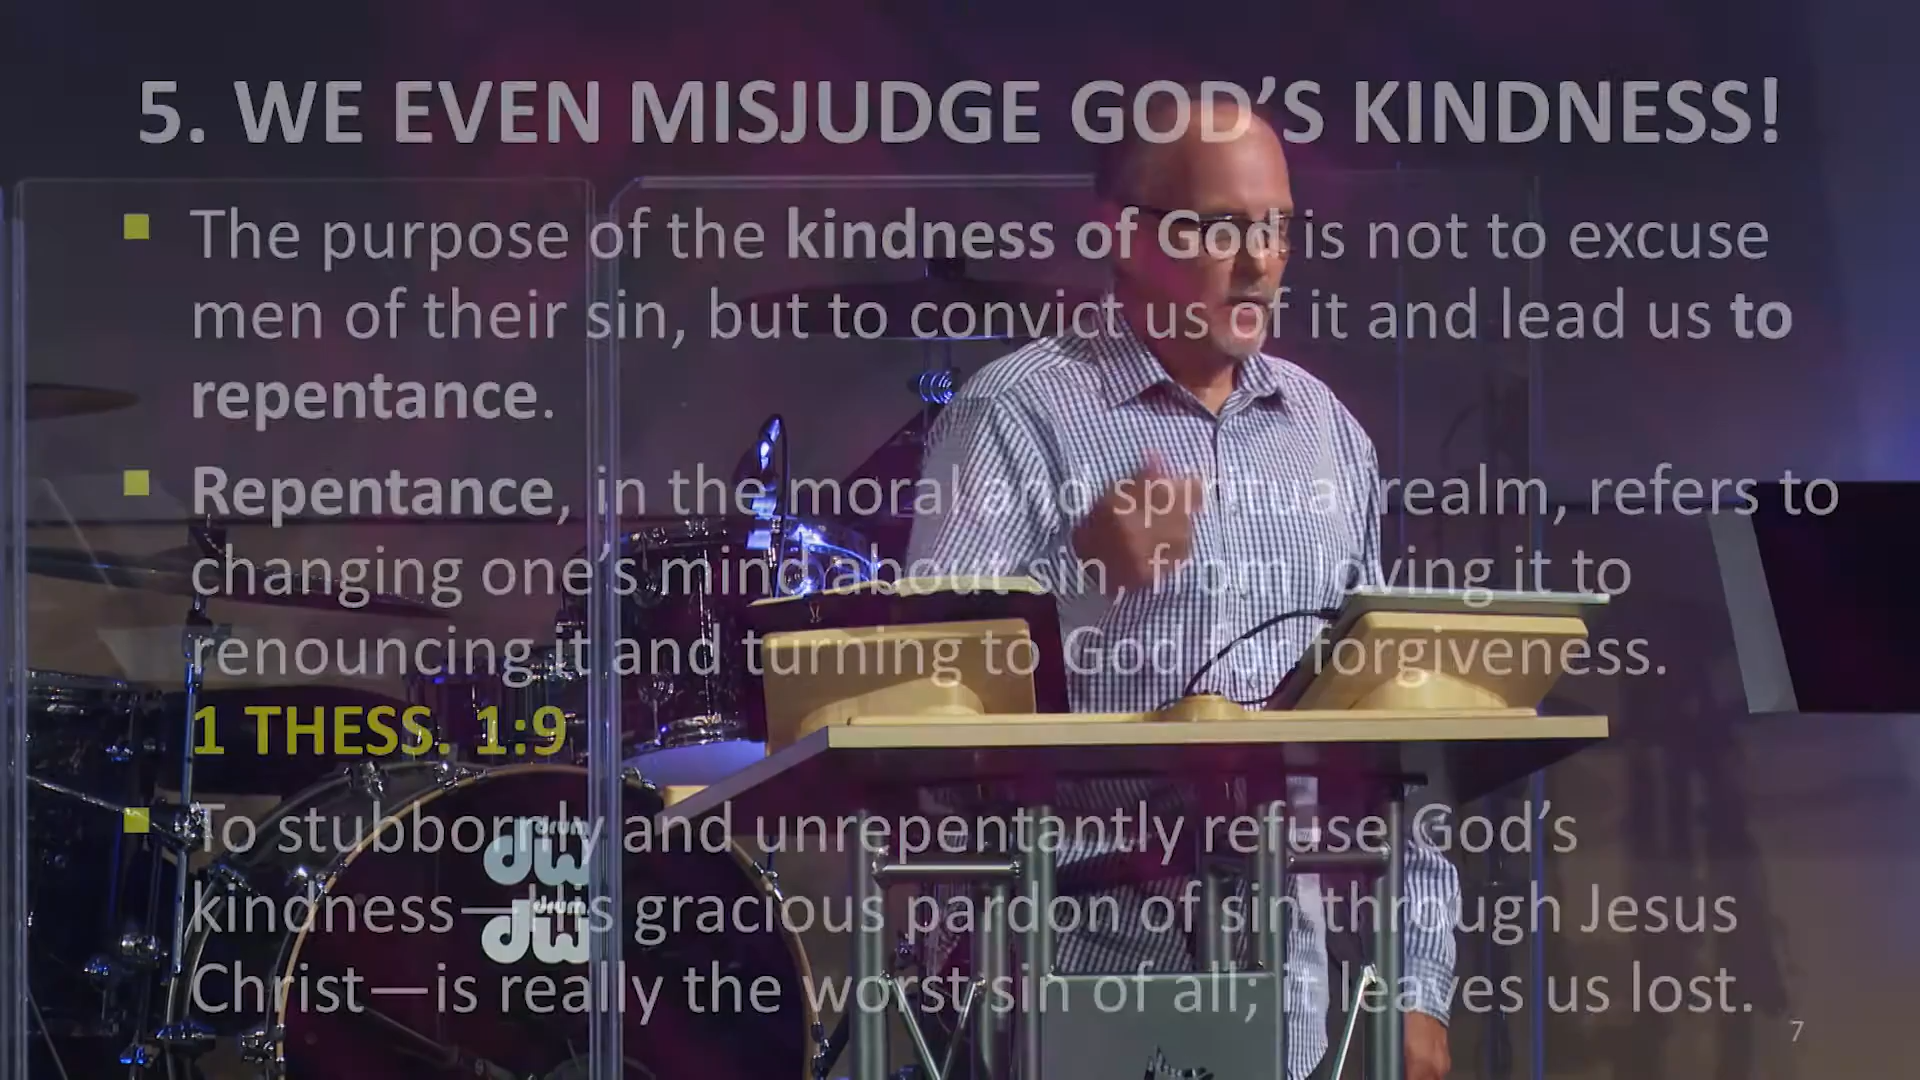 5. WE EVEN MISJUDGE GOD’S KINDNESS!
The purpose of the kindness of God is not to excuse
men of their sin, but to convict us of it and lead us to
repentance.
Repentance, in the moral and spiritual realm, refers to
changing one’s mind about sin, from loving it to
renouncing it and turning to God for forgiveness.
1 THESS. 1:9
To stubbornly and unrepentantly refuse God’s
kindness—His gracious pardon of sin through Jesus
Christ—is really the worst sin of all; it leaves us lost.
7
drum
dw
drum
dw